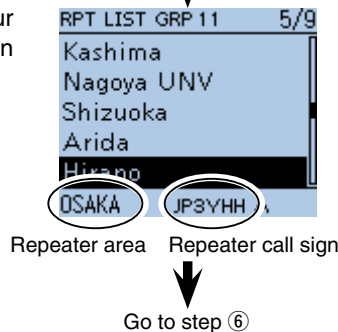 ur
n
RPT LIST GRP 11 5/9
Kashima
Nagoya UNV
Shizuoka
Arida
Hirano
OSAKA JP3YHH A
Repeater area Repeater call sign
Go to step ⑥